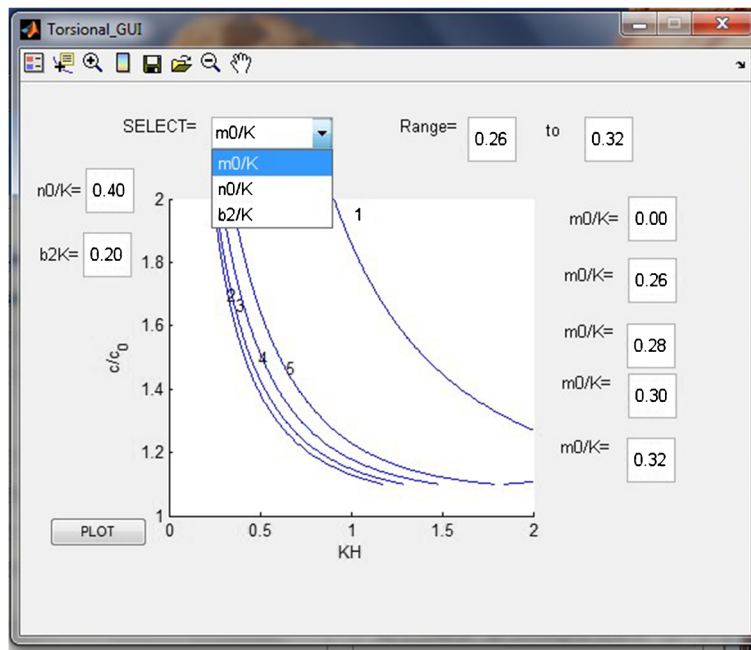 Torsional_GUI
SELECT= m0/K Range= 0.26 to 0.32
m0/K
n0/K
b2/K
n0/K= 0.40
b2K= 0.20
m0/K= 0.00
m0/K= 0.26
m0/K= 0.28
m0/K= 0.30
m0/K= 0.32
2
1.8
1.6
1.4
1.2
1
c/c0
1
2
3
4
5
0 0.5 1 1.5 2
KH
PLOT